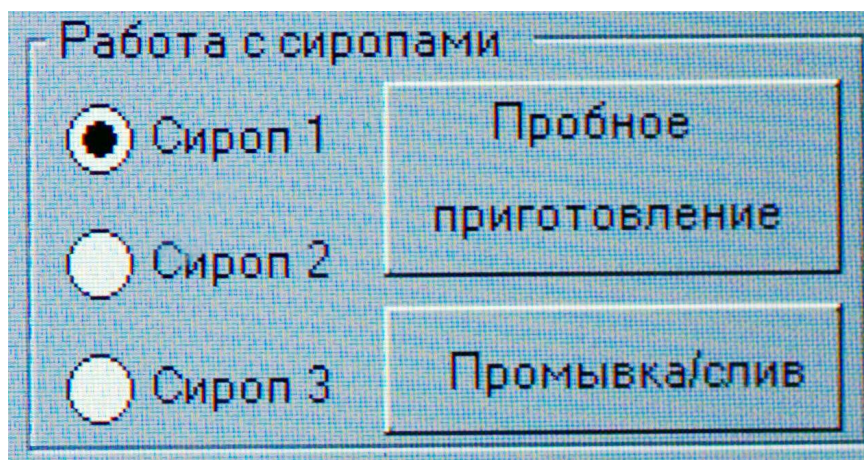 Работа с сиропами
Сироп 1
Пробное
приготовление
Сироп 2
Сироп 3
Промывка/слив